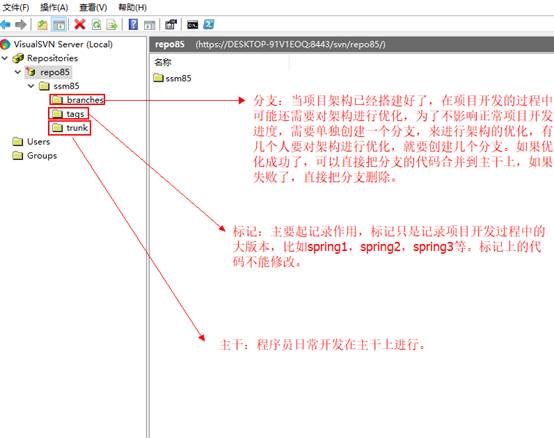 文件(F) 操作(A) 查看(V) 帮助(H)
VisualSVN Server (Local)
Repositories
repo85
ssm85
branches
tags
trunk
Users
Groups
repo85 (https://DESKTOP-91V1EOQ:8443/svn/repo85/)
名称
ssm85
分支：当项目架构已经搭建好了，在项目开发的过程中
可能还需要对架构进行优化，为了不影响正常项目开发
进度，需要单独创建一个分支，来进行架构的优化，有
几个人要对架构进行优化，就要创建几个分支。如果优
化成功了，可以直接把分支的代码合并到主干上，如果
失败了，直接把分支删除。
标记：主要起记录作用，标记只是记录项目开发过程中的
大版本，比如spring1，spring2，spring3等。标记上的代
码不能修改。
主干：程序员日常开发在主干上进行。